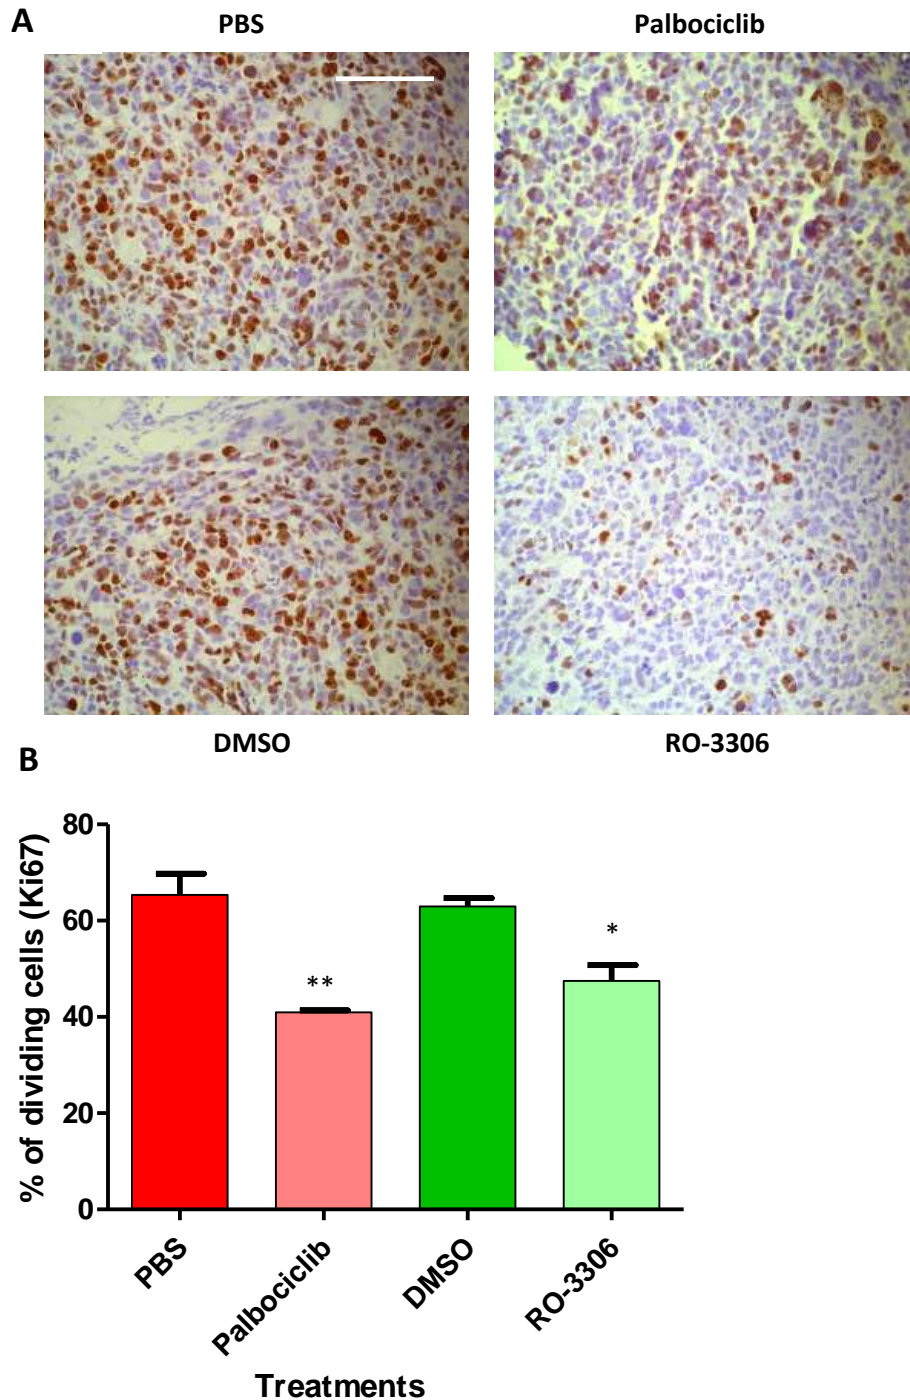 A
PBS
Palbociclib
DMSO
RO-3306
B
% of dividing cells (Ki67)
80
60
40
20
0
**
*
PBS
Palbociclib
DMSO
RO-3306
Treatments